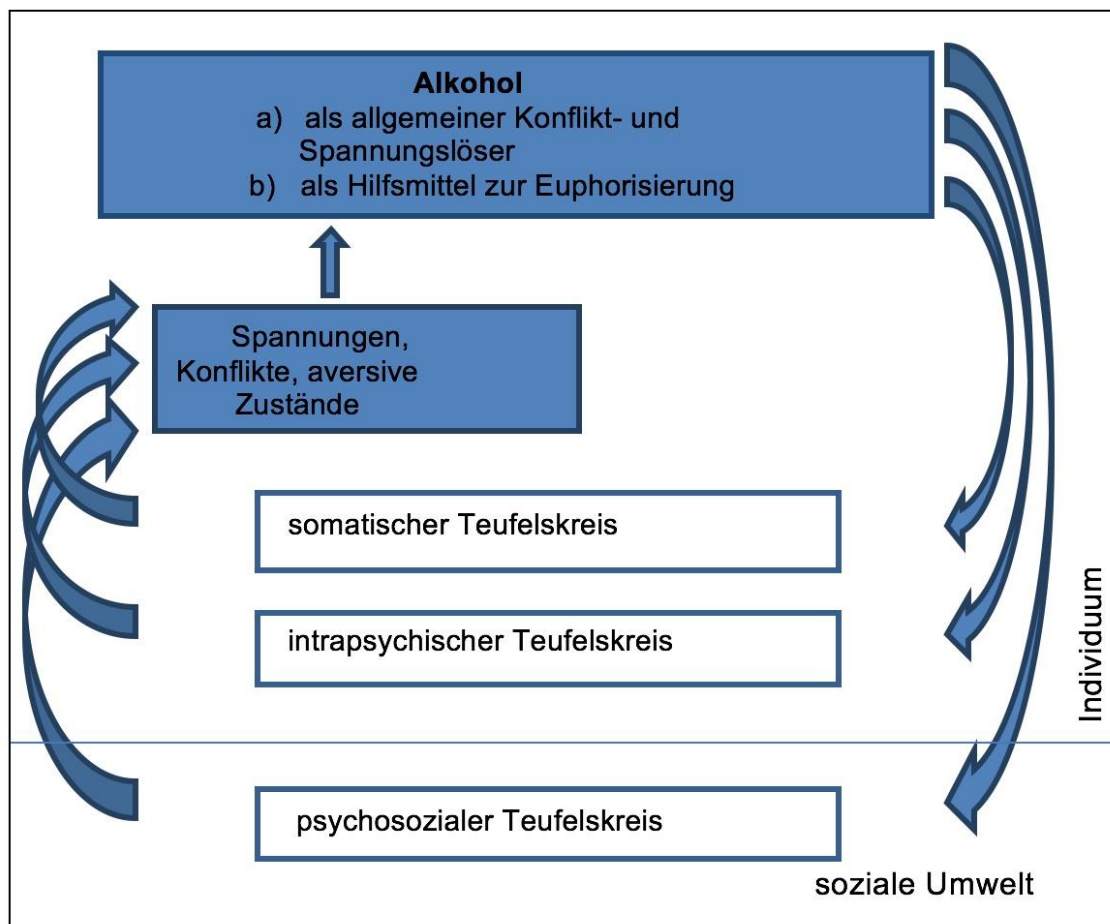 Alkohol
a) als allgemeiner Konflikt- und
Spannungslöser
b) als Hilfsmittel zur Euphorisierung
Spannungen,
Konflikte, aversive
Zustände
somatischer Teufelskreis
intrapsychischer Teufelskreis
Individuum
psychosozialer Teufelskreis
soziale Umwelt